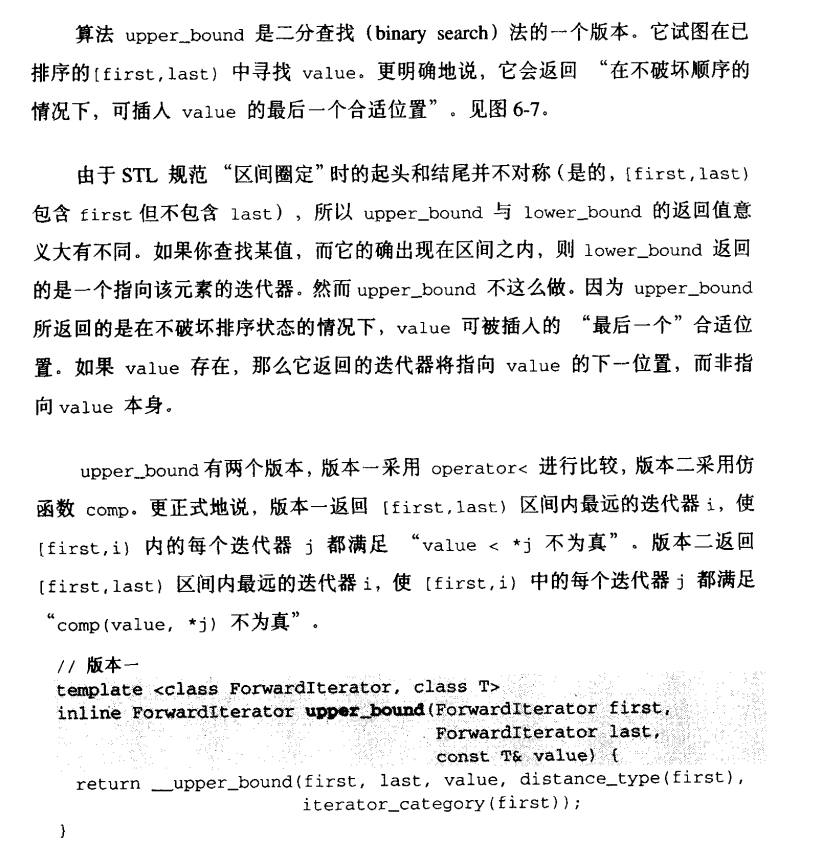 算法 upper_bound 是二分查找（binary search）法的一个版本。它试图在已
排序的[first,last) 中寻找 value。更明确地说，它会返回 “在不破坏顺序的
情况下，可插入 value 的最后一个合适位置”。见图 6-7。
由于 STL 规范 “区间圈定”时的起头和结尾并不对称（是的，[first,last)
包含 first 但不包含 last），所以 upper_bound 与 lower_bound 的返回值意
义大有不同。如果你查找某值，而它的确出现在区间之内，则 lower_bound 返回
的是一个指向该元素的迭代器。然而 upper_bound 不这么做。因为 upper_bound
所返回的是在不破坏排序状态的情况下，value 可被插入的 “最后一个”合适位
置。如果 value 存在，那么它返回的迭代器将指向 value 的下一位置，而非指
向 value 本身。
upper_bound 有两个版本，版本一采用 operator< 进行比较，版本二采用仿
函数 comp。更正式地说，版本一返回 [first,last) 区间内最远的迭代器 i，使
[first,i) 内的每个迭代器 j 都满足 “value < *j 不为真”。版本二返回
[first,last) 区间内最远的迭代器 i，使 [first,i) 中的每个迭代器 j 都满足
“comp(value, *j) 不为真”。
// 版本一
template <class ForwardIterator, class T>
inline ForwardIterator upper_bound(ForwardIterator first,
ForwardIterator last,
const T& value) {
return __upper_bound(first, last, value, distance_type(first),
iterator_category(first));
}